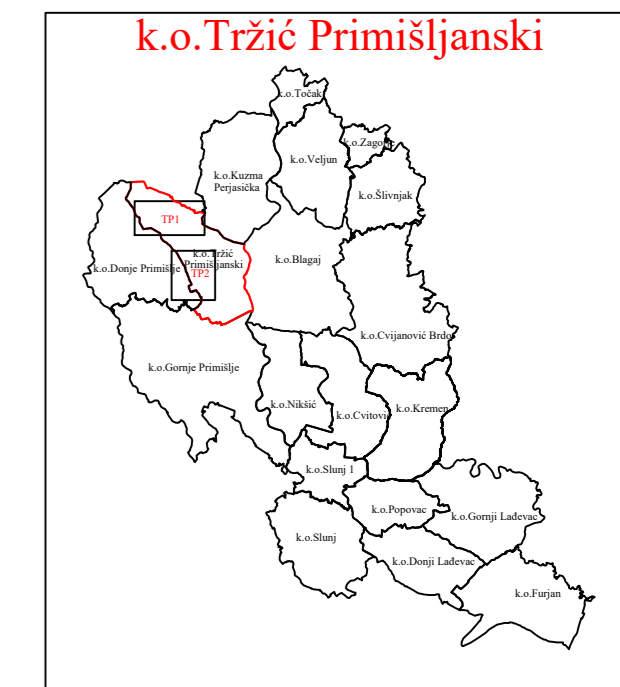 k.o.Tržić Primišljanski
k.o.Točak
k.o.Zagorje
k.o.Veljun
k.o.Kuzma
Perjasička
k.o.Šlivnjak
TP1
k.o.Tržić
Primišljanski
k.o.Donje Primišlje
TP2
k.o.Blagaj
k.o.Cvijanović Brdo
k.o.Gornje Primišlje
k.o.Nikšić
k.o.Cvitović
k.o.Kremen
k.o.Slunj 1
k.o.Popovac
k.o.Gornji Lađevac
k.o.Slunj
k.o.Donji Lađevac
k.o.Furjan